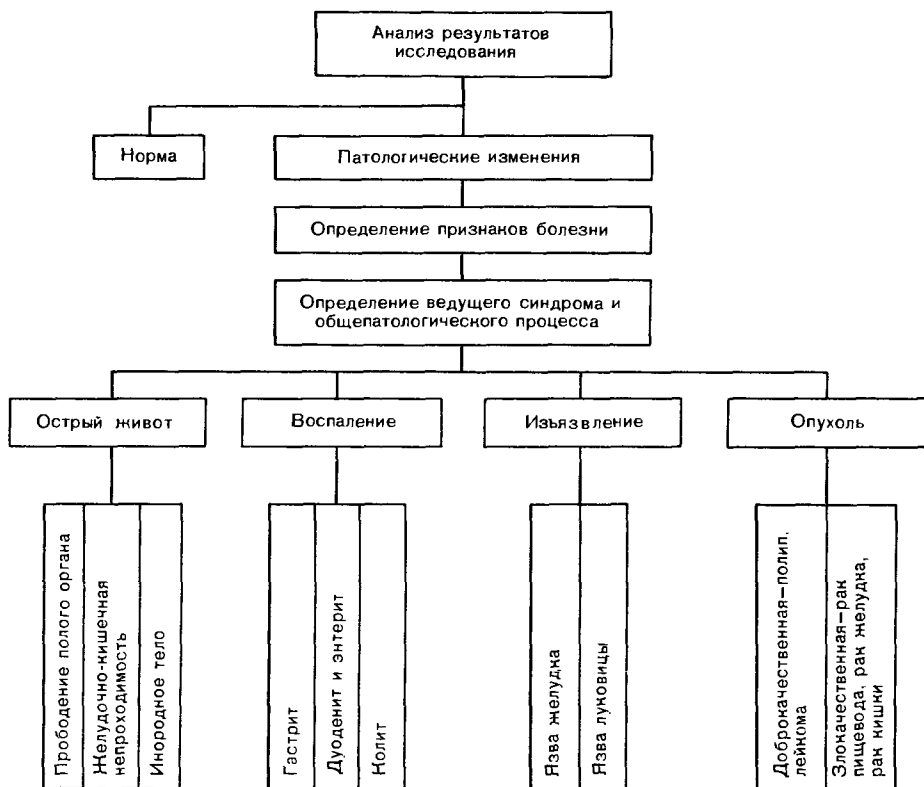 Анализ результатов
исследования
Норма
Патологические изменения
Определение признаков болезни
Определение ведущего синдрома и
общепатологического процесса
Острый живот
Воспаление
Изъязвление
Опухоль
Прободение полого органа
Желудочно-кишечная
непроходимость
Инородное тело
Гастрит
Дуоденит и энтерит
Колит
Язва желудка
Язва луковицы
Доброкачественная–полип,
лейкома
Злокачественная–рак
пищевода, рак желудка,
рак кишки